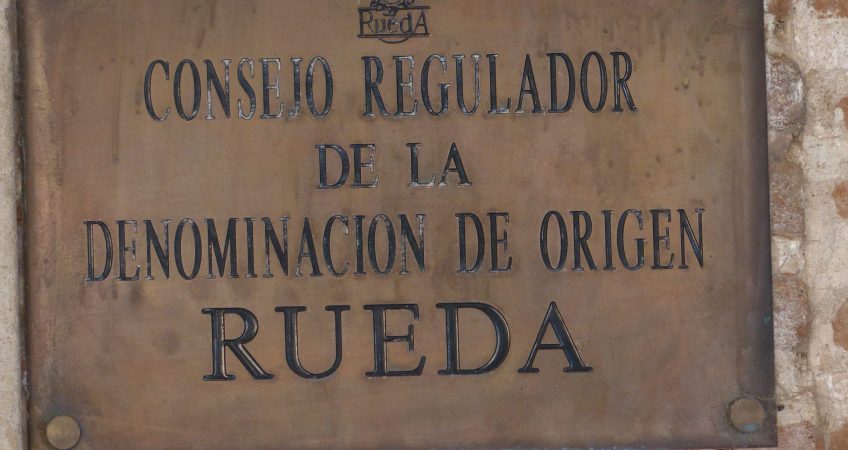 RuedA
CONSEJO REGULADOR
DE LA
DENOMINACION DE ORIGEN
RUEDA